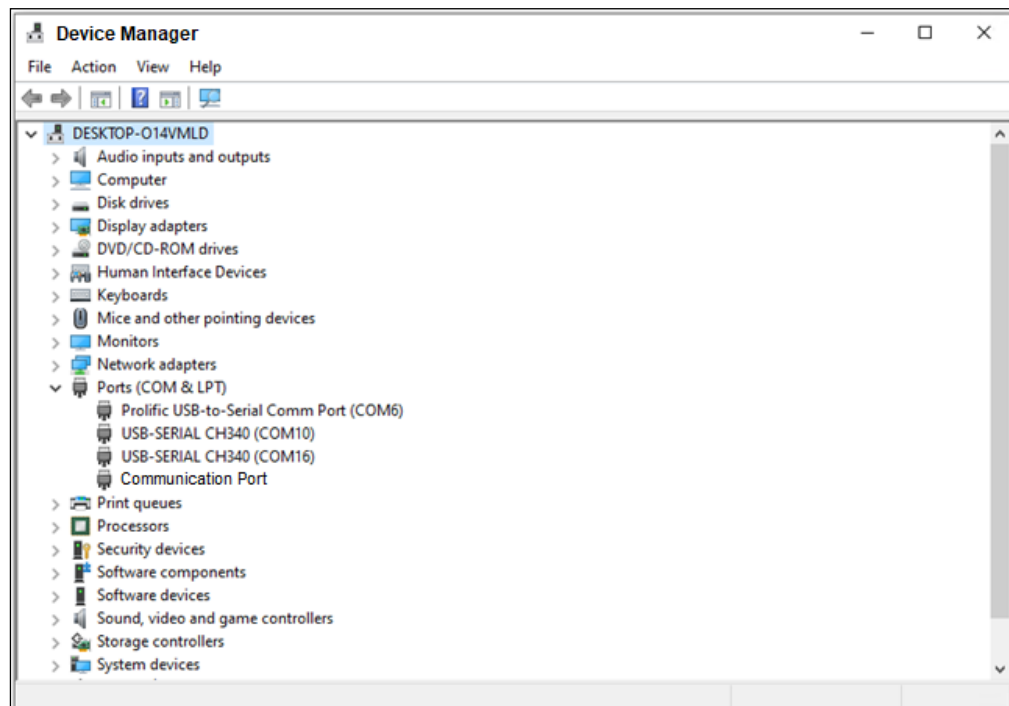 Device Manager
File Action View Help
DESKTOP-O14VMLD
Audio inputs and outputs
Computer
Disk drives
Display adapters
DVD/CD-ROM drives
Human Interface Devices
Keyboards
Mice and other pointing devices
Monitors
Network adapters
Ports (COM & LPT)
Prolific USB-to-Serial Comm Port (COM6)
USB-SERIAL CH340 (COM10)
USB-SERIAL CH340 (COM16)
Communication Port
Print queues
Processors
Security devices
Software components
Software devices
Sound, video and game controllers
Storage controllers
System devices